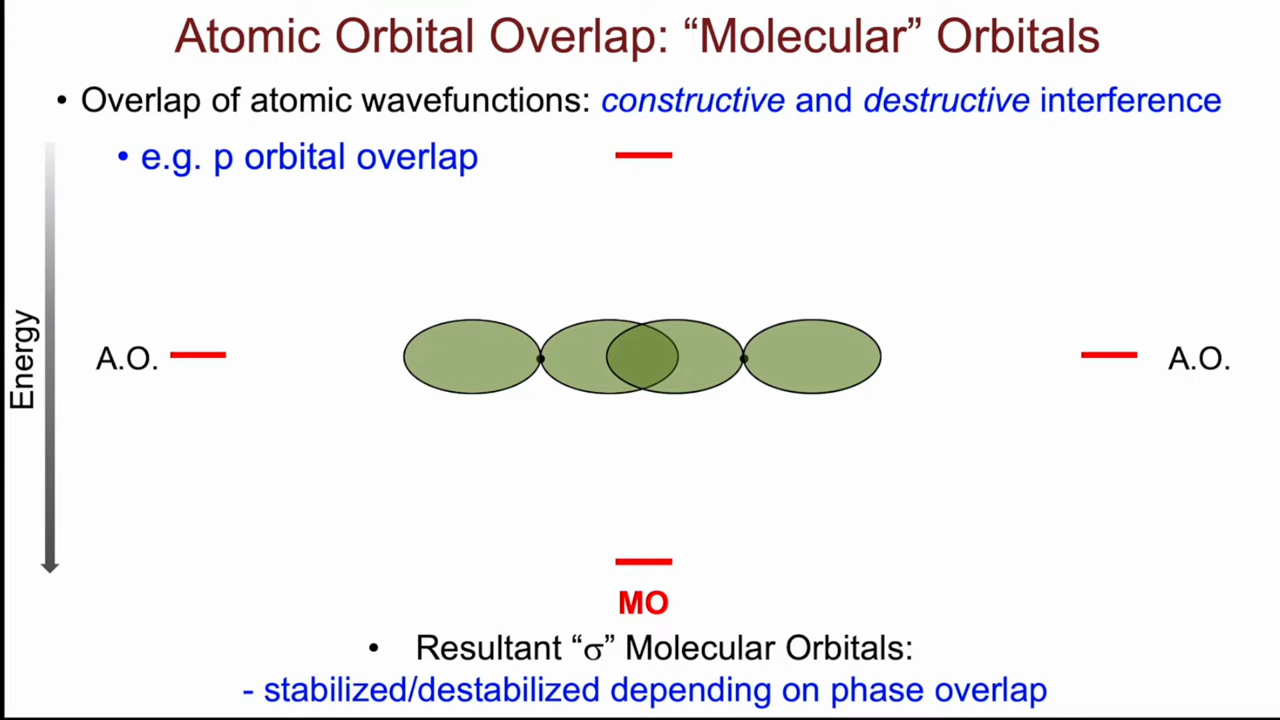 Atomic Orbital Overlap: “Molecular” Orbitals
• Overlap of atomic wavefunctions: constructive and destructive interference
• e.g. p orbital overlap
Energy
A.O.
A.O.
MO
• Resultant “σ” Molecular Orbitals:
- stabilized/destabilized depending on phase overlap